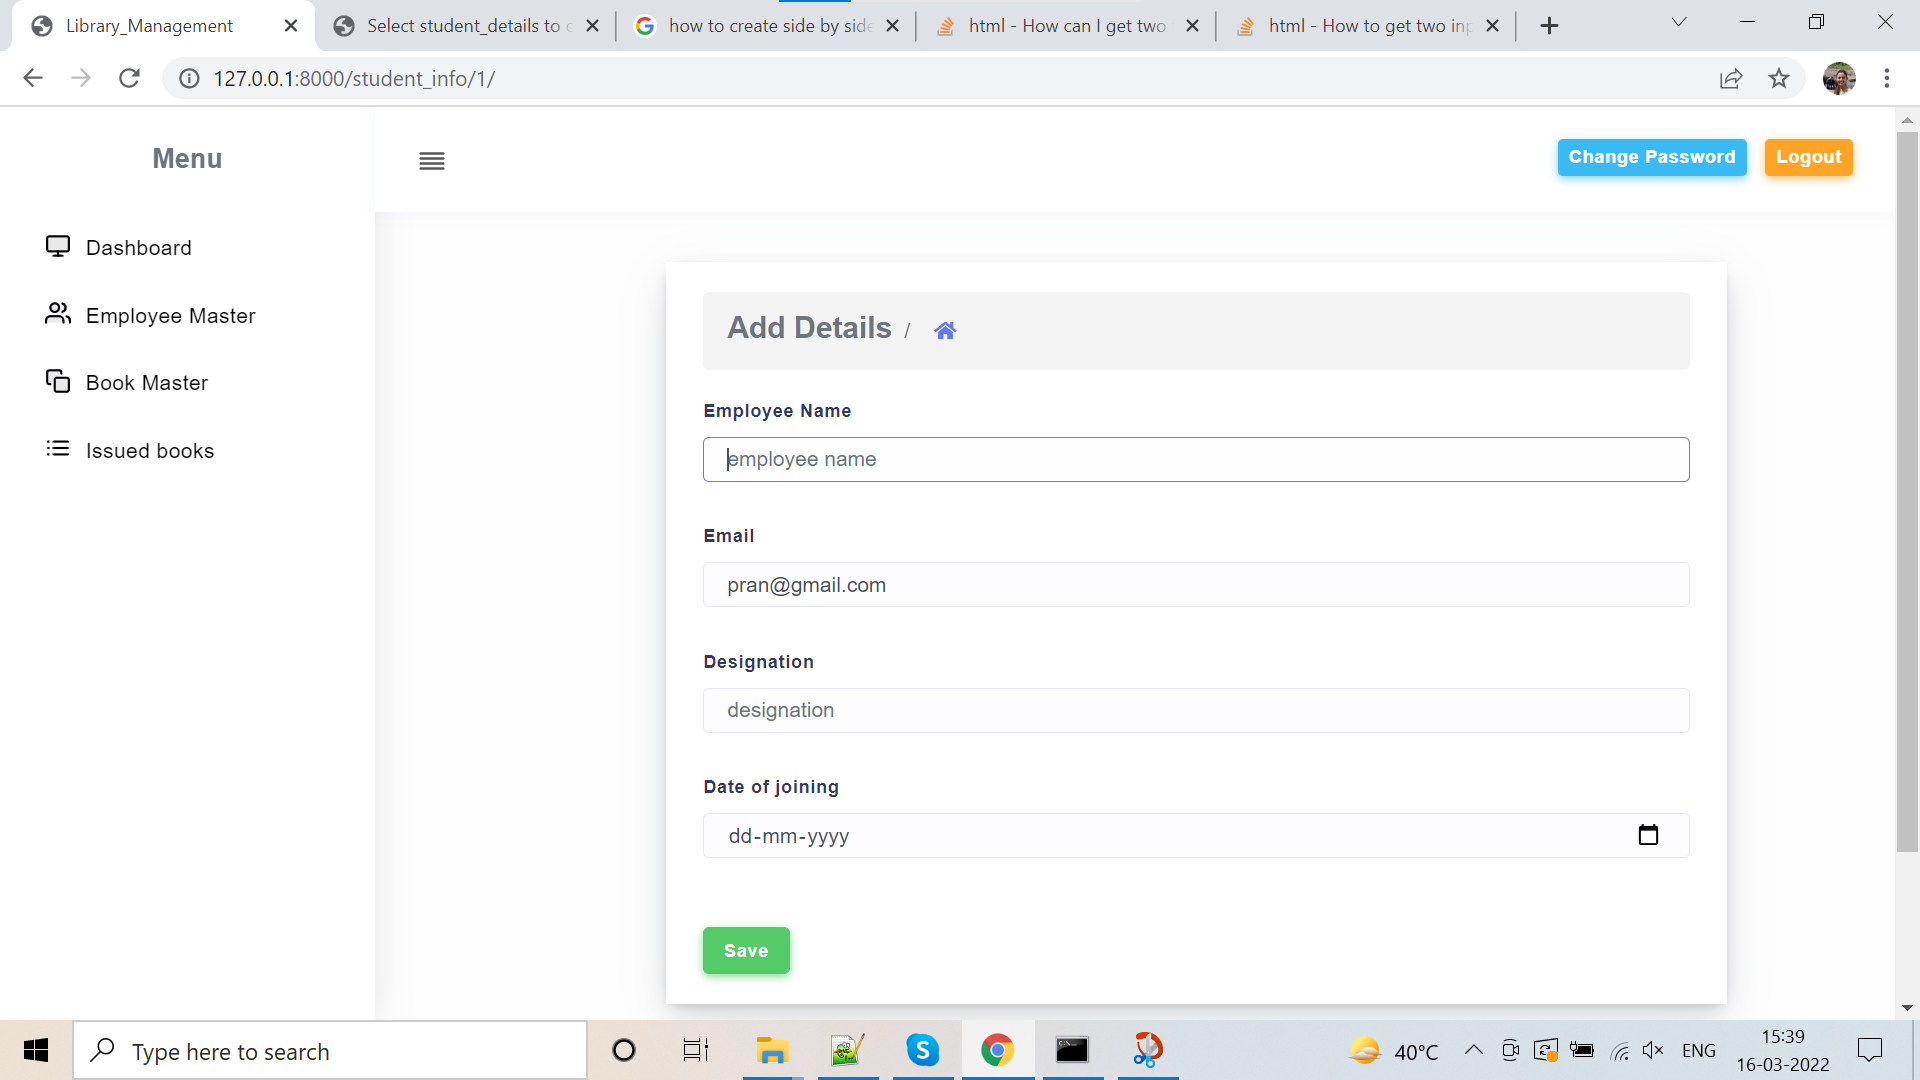 Library_Management
Select student_details to
how to create side by side
html - How can I get two
html - How to get two inp
127.0.0.1:8000/student_info/1/
Menu
Change Password
Logout
Dashboard
Employee Master
Book Master
Issued books
Add Details /
Employee Name
employee name
Email
pran@gmail.com
Designation
designation
Date of joining
dd-mm-yyyy
Save
Type here to search
40°C
ENG
15:39
16-03-2022